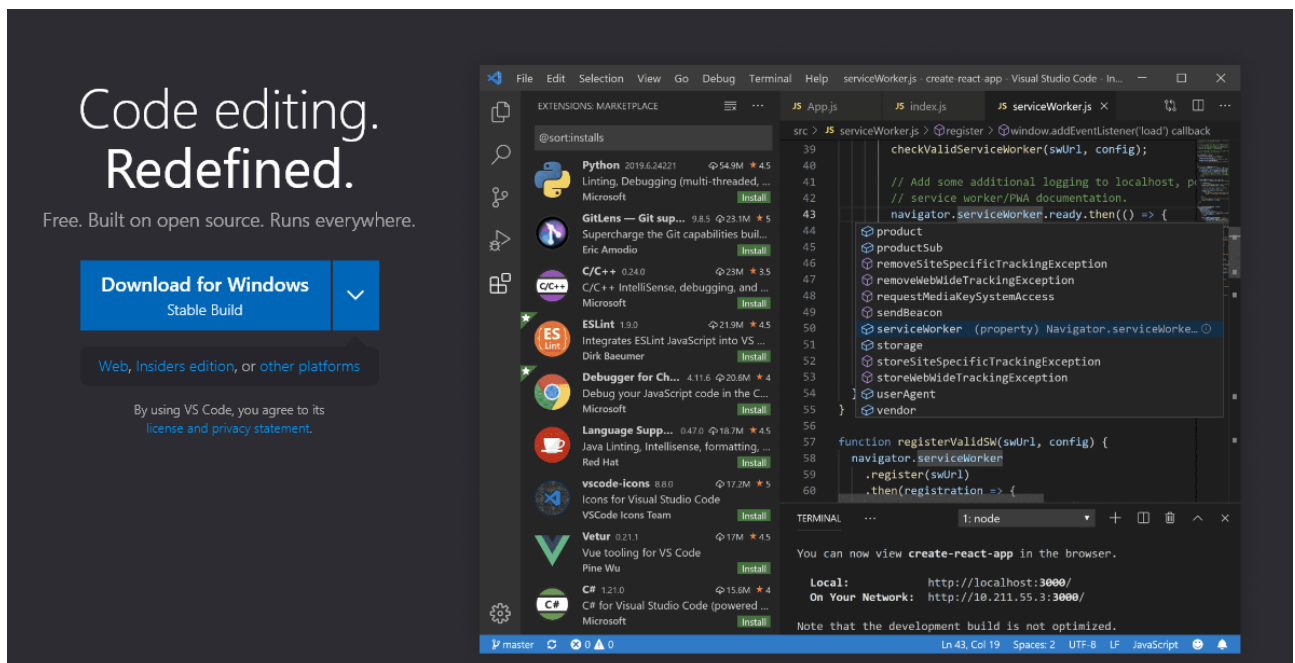 Code editing.
Redefined.
Free. Built on open source. Runs everywhere.
Download for Windows
Stable Build
Web, Insiders edition, or other platforms
By using VS Code, you agree to its
license and privacy statement.
File Edit Selection View Go Debug Terminal Help serviceWorker.js - create-react-app - Visual Studio Code - In...
EXTENSIONS: MARKETPLACE
@sort:installs
Python 2019.6.24221 54.9M ★ 4.5
Linting, Debugging (multi-threaded, ...
Microsoft Install
GitLens — Git sup... 9.8.5 23.1M ★ 5
Supercharge the Git capabilities buil...
Eric Amodio Install
C/C++
C/C++ 0.24.0 23M ★ 3.5
C/C++ IntelliSense, debugging, and ...
Microsoft Install
ES
Lint
ESLint 1.9.0 21.9M ★ 4.5
Integrates ESLint JavaScript into VS ...
Dirk Baeumer Install
Debugger for Ch... 4.11.6 20.6M ★ 4
Debug your JavaScript code in the C...
Microsoft Install
Language Supp... 0.47.0 18.7M ★ 4.5
Java Linting, Intellisense, formatting, ...
Red Hat Install
vscode-icons 8.8.0 17.2M ★ 5
Icons for Visual Studio Code
VSCode Icons Team Install
Vetur 0.21.1 17M ★ 4.5
Vue tooling for VS Code
Pine Wu Install
C#
C# 1.21.0 15.6M ★ 4
C# for Visual Studio Code (powered ...
Microsoft Install
JS App.js JS index.js JS serviceWorker.js ×
src > JS serviceWorker.js > register > window.addEventListener('load') callback
39 checkValidServiceWorker(swUrl, config);
40
41 // Add some additional logging to localhost, p
42 // service worker/PWA documentation.
43 navigator.serviceWorker.ready.then(() => {
44 product
45 productSub
46 removeSiteSpecificTrackingException
47 removeWebWideTrackingException
48 requestMediaKeySystemAccess
49 sendBeacon
50 serviceWorker (property) Navigator.serviceWorke...
51 storage
52 storeSiteSpecificTrackingException
53 storeWebWideTrackingException
54 } userAgent
55 } vendor
56
57 function registerValidSW(swUrl, config) {
58 navigator.serviceWorker
59 .register(swUrl)
60 .then(registration => {
TERMINAL ... 1: node
You can now view create-react-app in the browser.
Local: http://localhost:3000/
On Your Network: http://10.211.55.3:3000/
Note that the development build is not optimized.
master 0 0 Ln 43, Col 19 Spaces: 2 UTF-8 LF JavaScript